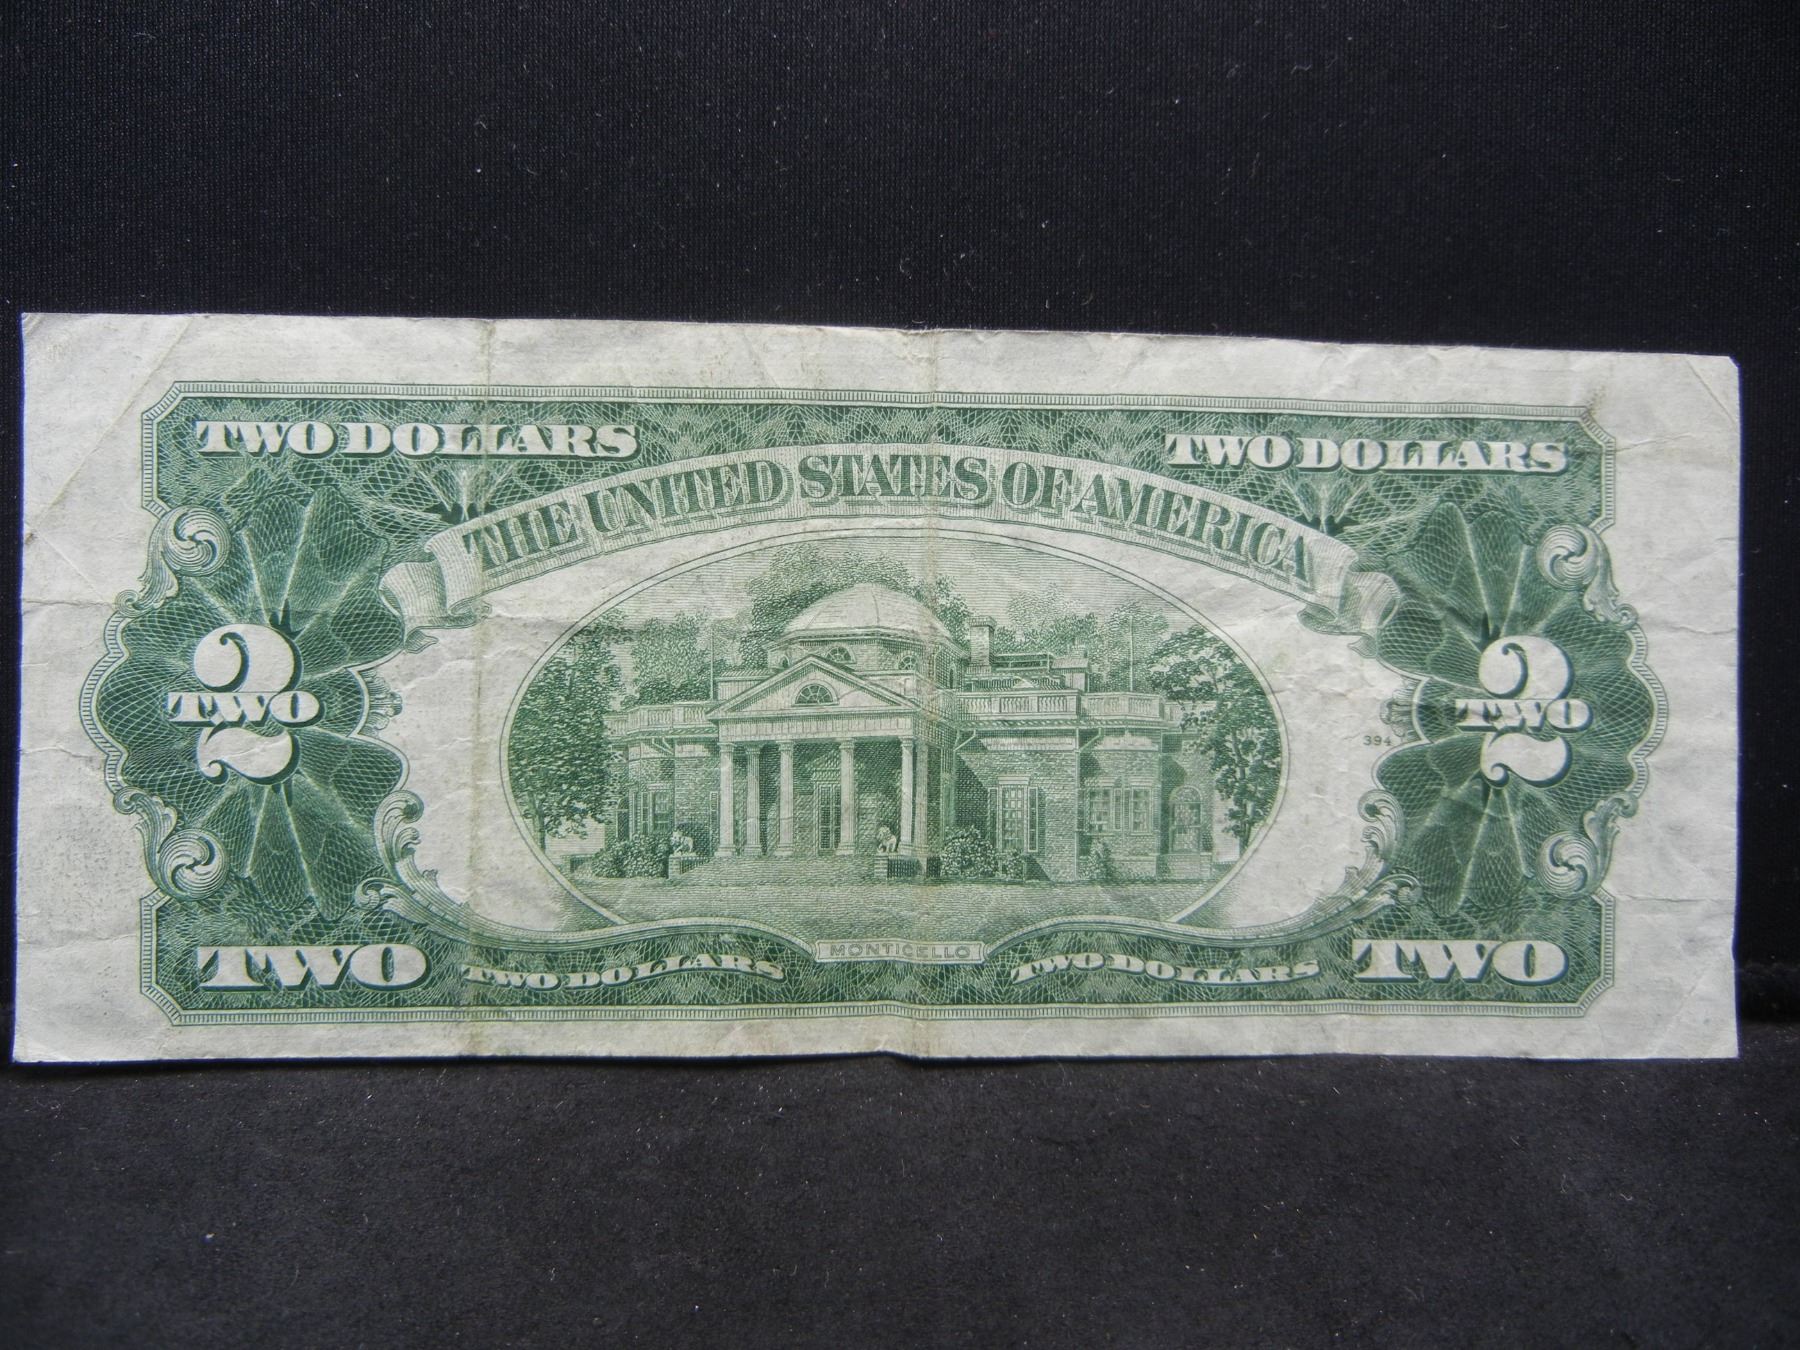 TWO DOLLARS
TWO DOLLARS
THE UNITED STATES OF AMERICA
2
TWO
2
TWO
394
MONTICELLO
TWO
TWO DOLLARS
TWO DOLLARS
TWO